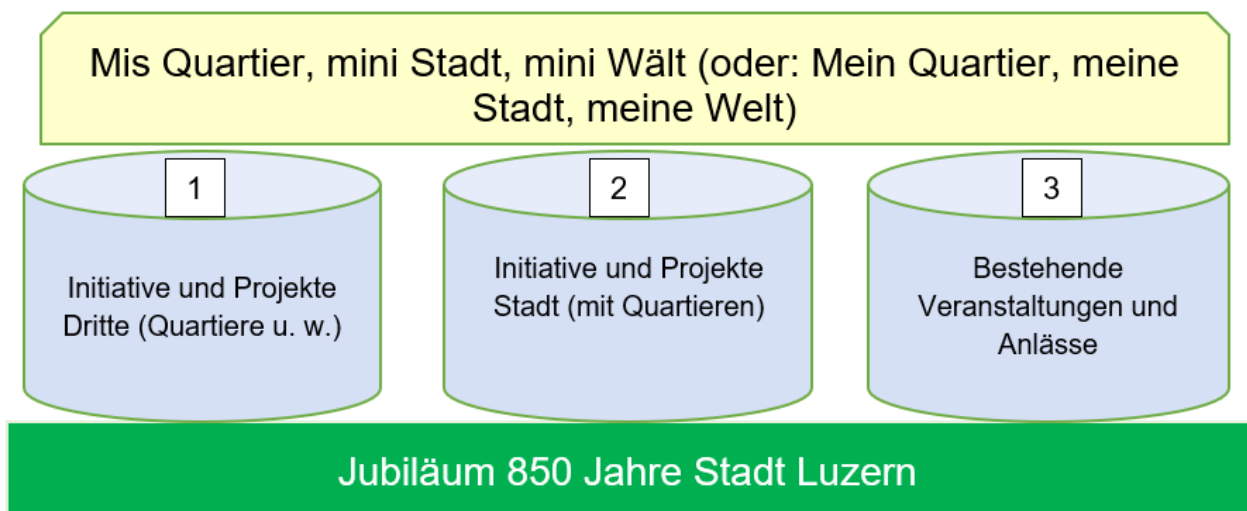 Mis Quartier, mini Stadt, mini Wält (oder: Mein Quartier, meine
Stadt, meine Welt)
1
Initiative und Projekte
Dritte (Quartiere u. w.)
2
Initiative und Projekte
Stadt (mit Quartieren)
3
Bestehende
Veranstaltungen und
Anlässe
Jubiläum 850 Jahre Stadt Luzern